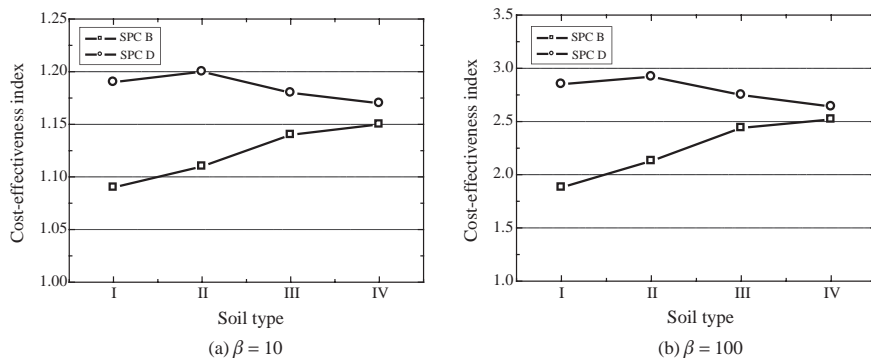 1.25
1.20
1.15
1.10
1.05
1.00
Cost-effectiveness index
SPC B
SPC D
I II III IV
Soil type
(a) β = 10
3.5
3.0
2.5
2.0
1.5
1.0
Cost-effectiveness index
SPC B
SPC D
I II III IV
Soil type
(b) β = 100